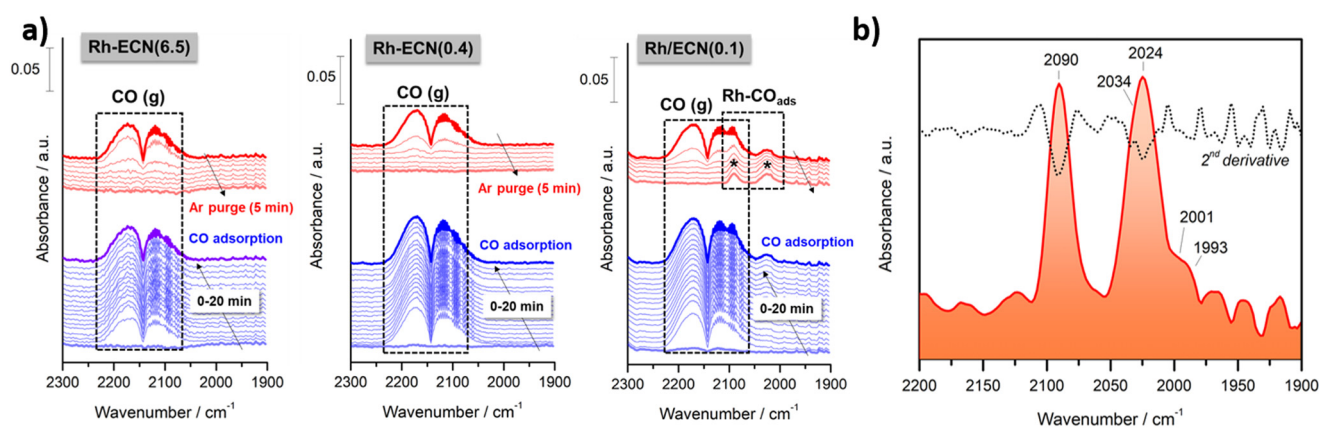 a)
Rh-ECN(6.5)
0.05
CO (g)
Ar purge (5 min)
CO adsorption
0-20 min
Absorbance / a.u.
2300 2200 2100 2000 1900
Wavenumber / cm-1
Rh-ECN(0.4)
0.05
CO (g)
Ar purge (5 min)
CO adsorption
0-20 min
Absorbance / a.u.
2300 2200 2100 2000 1900
Wavenumber / cm-1
Rh/ECN(0.1)
0.05
Rh-COads
CO (g)
* *
CO adsorption
0-20 min
Absorbance / a.u.
2300 2200 2100 2000 1900
Wavenumber / cm-1
b)
2090
2024
2034
2nd derivative
2001
1993
Absorbance / a.u.
2200 2150 2100 2050 2000 1950 1900
Wavenumber / cm-1